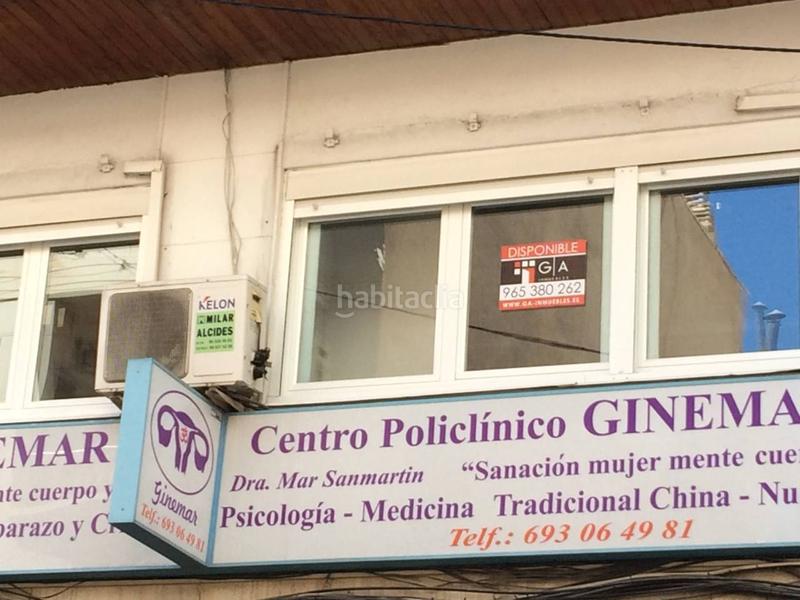 DISPONIBLE
G A
INMUEBLES
965 380 262
WWW.GA-INMUEBLES.ES
habitaclia
KELON
MILAR
ALCIDES
EMAR
nte cuerpo y
barazo y C
Ginemar
Telf.: 693 06 49 81
Centro Policlínico GINEMA
Dra. Mar Sanmartin "Sanación mujer mente cue
Psicología - Medicina Tradicional China - Nu
Telf.: 693 06 49 81